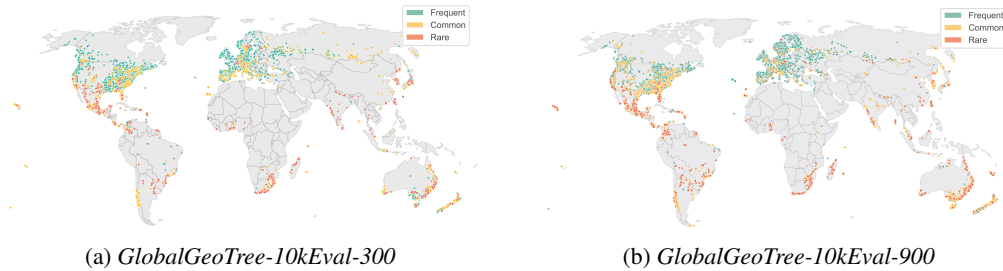 Frequent
Common
Rare
Frequent
Common
Rare
(a) GlobalGeoTree-10kEval-300
(b) GlobalGeoTree-10kEval-900